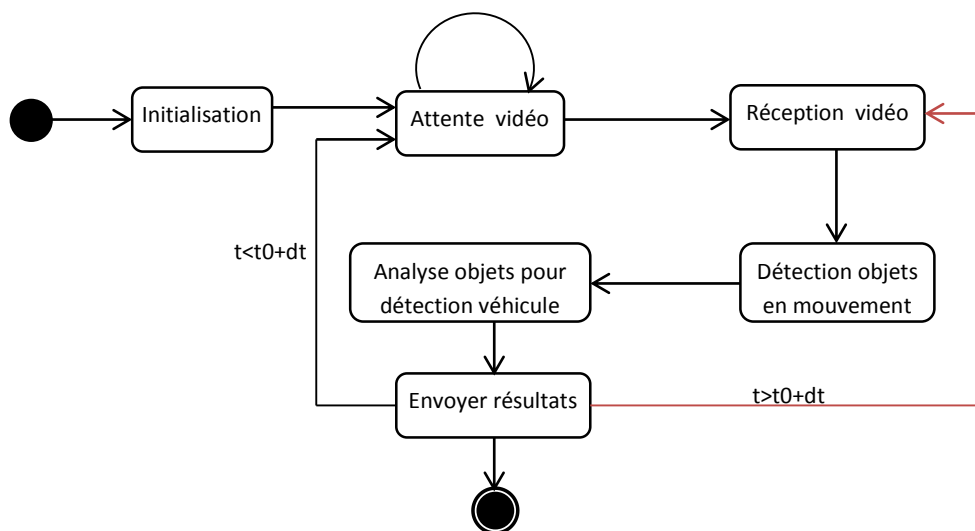 Initialisation
Attente vidéo
Réception vidéo
t<t0+dt
Analyse objets pour
détection véhicule
Détection objets
en mouvement
Envoyer résultats
t>t0+dt